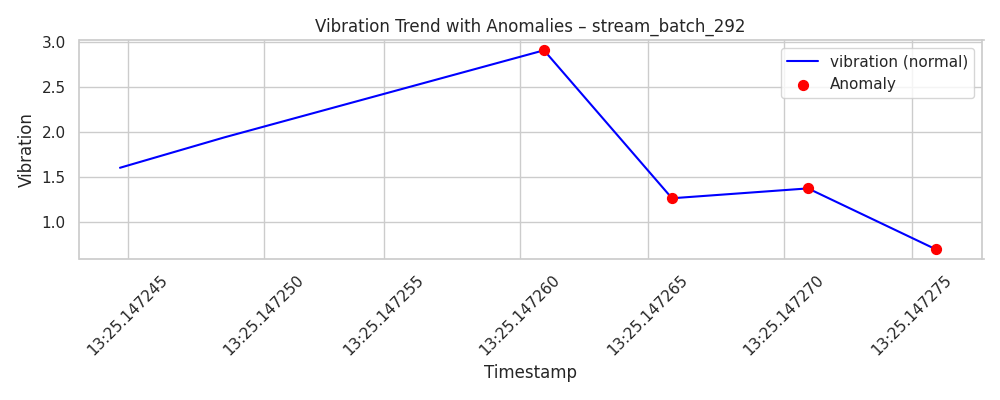 Vibration Trend with Anomalies – stream_batch_292
3.0
2.5
2.0
1.5
1.0
Vibration
vibration (normal)
Anomaly
13:25.147245
13:25.147250
13:25.147255
13:25.147260
13:25.147265
13:25.147270
13:25.147275
Timestamp